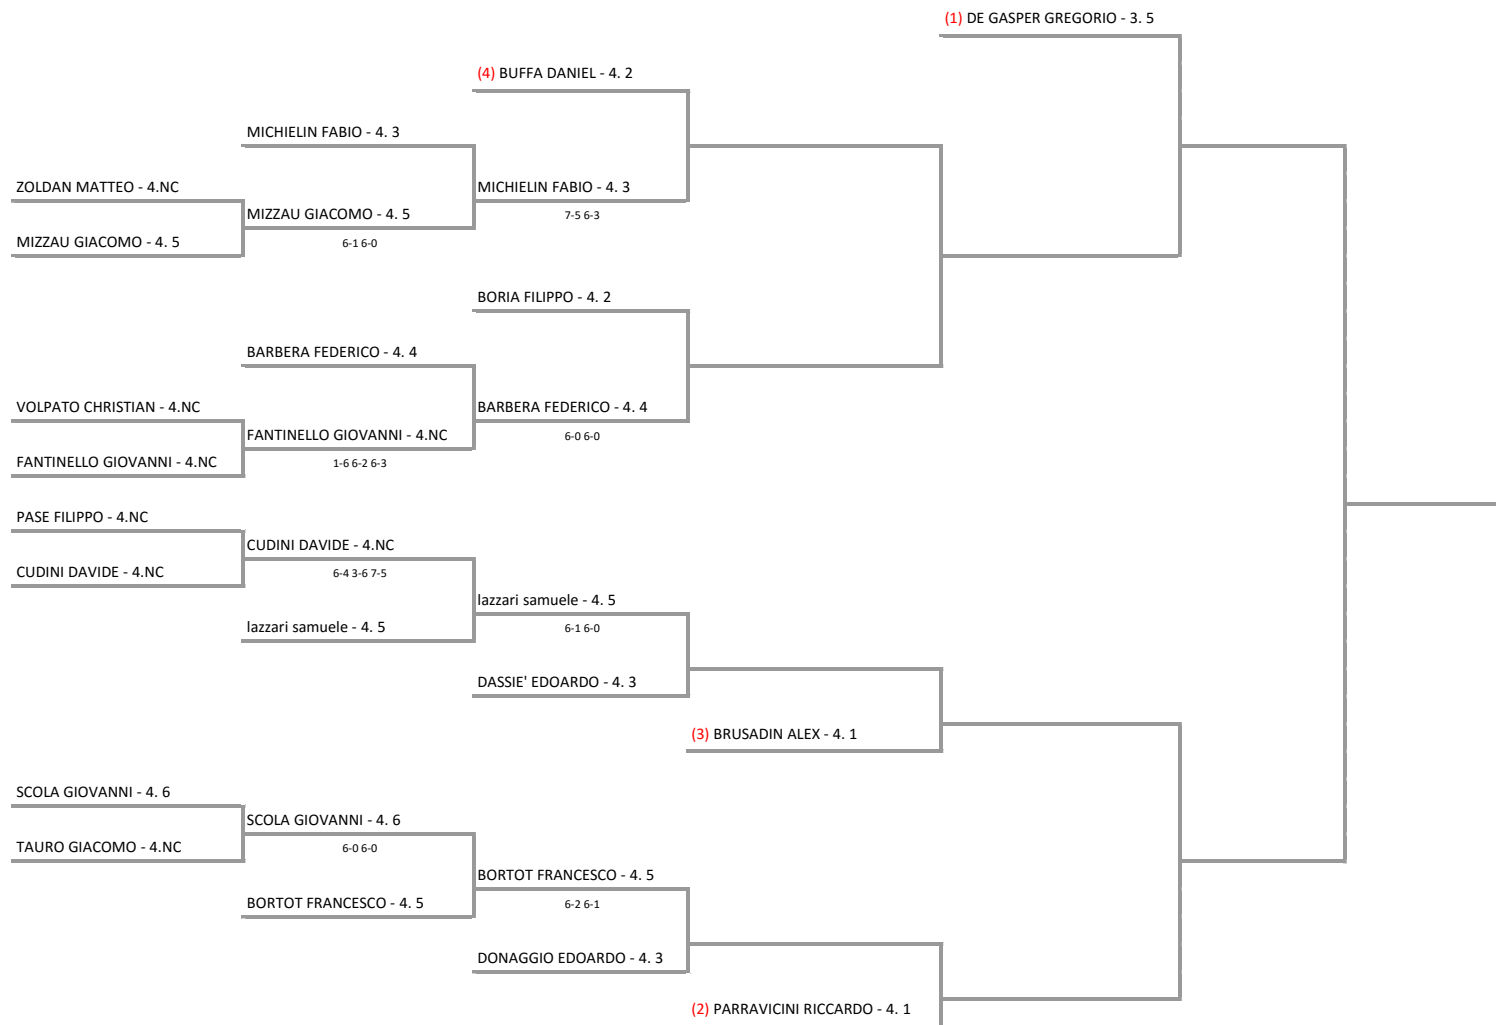 (1) DE GASPER GREGORIO - 3. 5
(4) BUFFA DANIEL - 4. 2
MICHIELIN FABIO - 4. 3
ZOLDAN MATTEO - 4.NC
MICHIELIN FABIO - 4. 3
MIZZAU GIACOMO - 4. 5
7-5 6-3
MIZZAU GIACOMO - 4. 5
6-1 6-0
BORIA FILIPPO - 4. 2
BARBERA FEDERICO - 4. 4
VOLPATO CHRISTIAN - 4.NC
BARBERA FEDERICO - 4. 4
FANTINELLO GIOVANNI - 4.NC
6-0 6-0
FANTINELLO GIOVANNI - 4.NC
1-6 6-2 6-3
PASE FILIPPO - 4.NC
CUDINI DAVIDE - 4.NC
CUDINI DAVIDE - 4.NC
6-4 3-6 7-5
lazzari samuele - 4. 5
lazzari samuele - 4. 5
6-1 6-0
DASSIE' EDOARDO - 4. 3
(3) BRUSADIN ALEX - 4. 1
SCOLA GIOVANNI - 4. 6
SCOLA GIOVANNI - 4. 6
TAURO GIACOMO - 4.NC
6-0 6-0
BORTOT FRANCESCO - 4. 5
BORTOT FRANCESCO - 4. 5
6-2 6-1
DONAGGIO EDOARDO - 4. 3
(2) PARRAVICINI RICCARDO - 4. 1